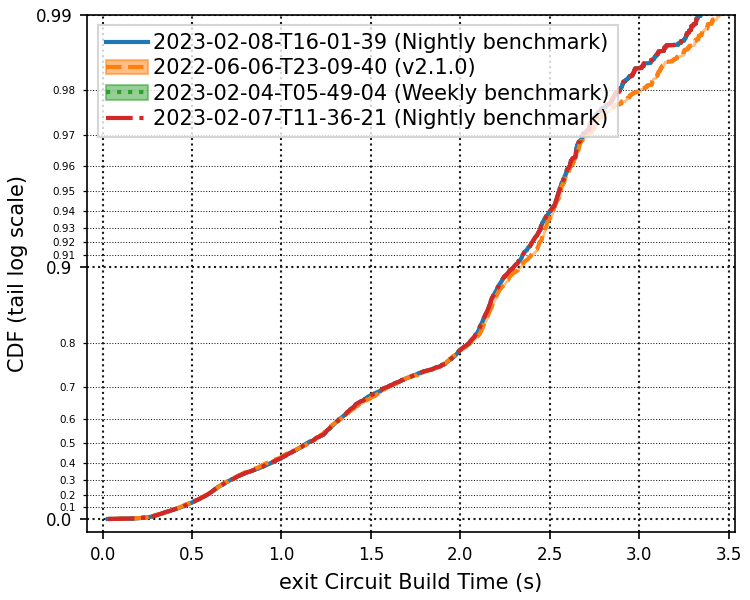 0.99
2023-02-08-T16-01-39 (Nightly benchmark)
2022-06-06-T23-09-40 (v2.1.0)
2023-02-04-T05-49-04 (Weekly benchmark)
2023-02-07-T11-36-21 (Nightly benchmark)
0.98
0.97
0.96
0.95
0.94
0.93
0.92
0.91
0.9
0.8
0.7
0.6
0.5
0.4
0.3
0.2
0.1
0.0
CDF (tail log scale)
0.0 0.5 1.0 1.5 2.0 2.5 3.0 3.5
exit Circuit Build Time (s)